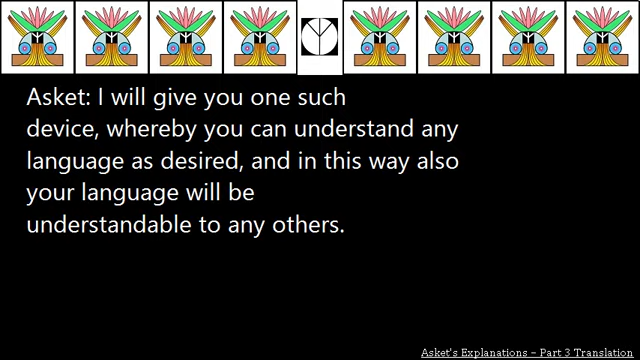 Asket: I will give you one such
device, whereby you can understand any
language as desired, and in this way also
your language will be
understandable to any others.
Asket's Explanations – Part 3 Translation